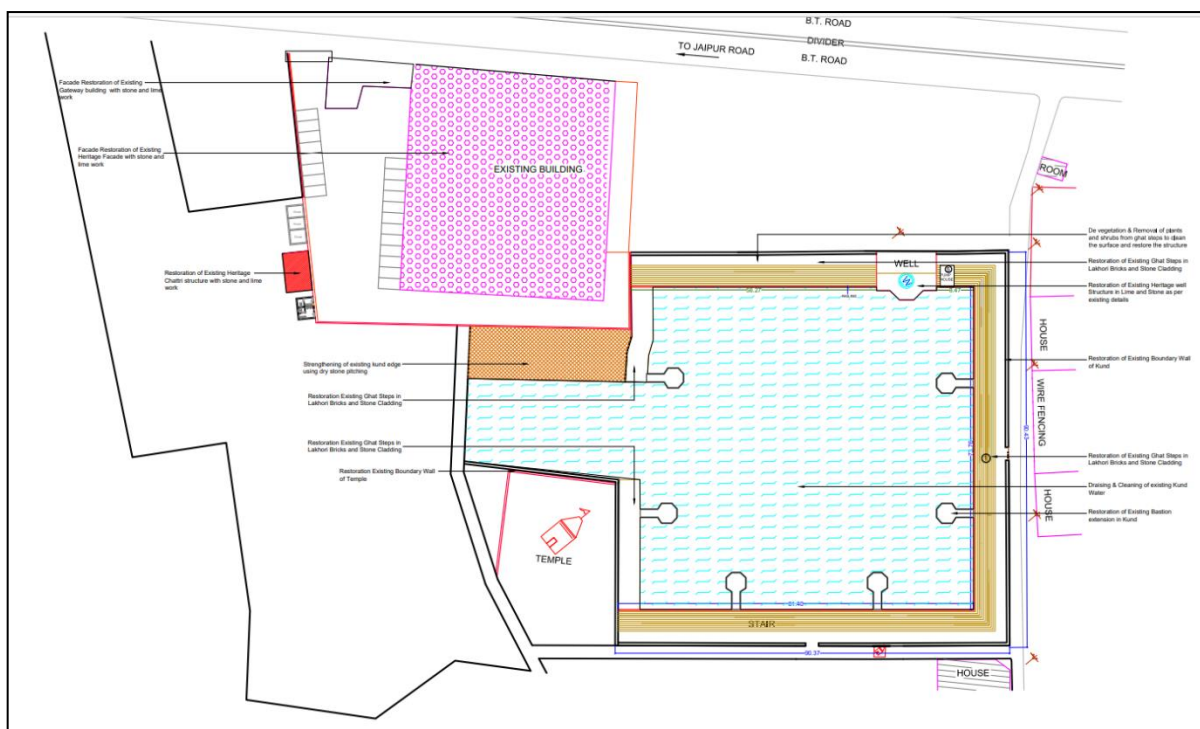 B.T. ROAD
DIVIDER
TO JAIPUR ROAD
B.T. ROAD
Facade Restoration of Existing
Gateway building with stone and lime
work
Facade Restoration of Existing
Heritage Facade with stone and
lime work
EXISTING BUILDING
ROOM
De vegetation & Removal of plants
and shrubs from ghat steps to clean
the surface and restore the structure
WELL
Restoration of Existing Ghat Steps in
Lakhori Bricks and Stone Cladding
Restoration of Existing Heritage
Chattri structure with stone and lime
work
Restoration of Existing Heritage well
Structure in Lime and Stone as per
existing details
HOUSE
Restoration of Existing Boundary Wall
of Kund
Strengthening of existing kund edge
using dry stone pitching
WIRE FENCING
Restoration Existing Ghat Steps in
Lakhori Bricks and Stone Cladding
Restoration Existing Ghat Steps in
Lakhori Bricks and Stone Cladding
Restoration of Existing Ghat Steps in
Lakhori Bricks and Stone Cladding
Restoration Existing Boundary Wall
of Temple
Draising & Cleaning of existing Kund
Water
HOUSE
Restoration of Existing Bastion
extension in Kund
TEMPLE
STAIR
90.37
HOUSE